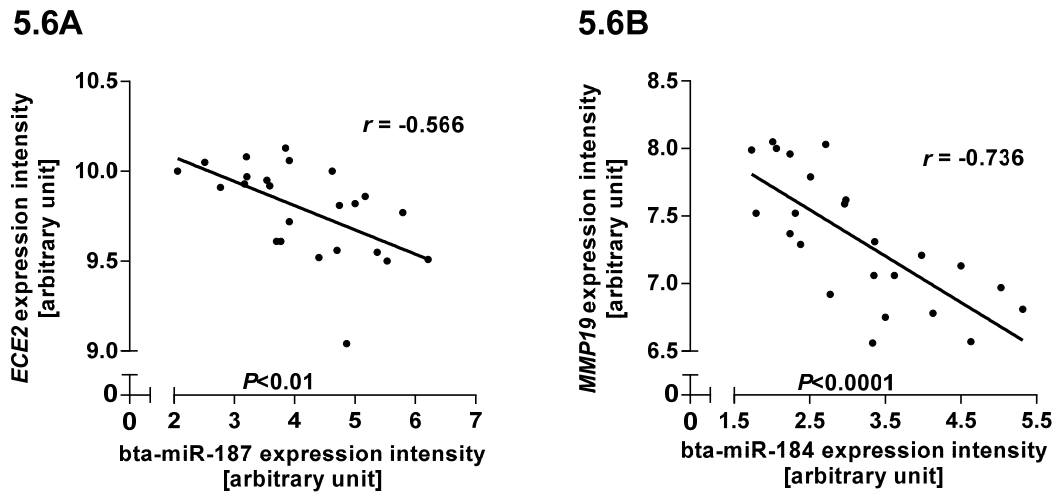 5.6A
ECE2 expression intensity
[arbitrary unit]
10.5
10.0
9.5
9.0
0
r = -0.566
P<0.01
0
2
3
4
5
6
7
bta-miR-187 expression intensity
[arbitrary unit]
5.6B
MMP19 expression intensity
[arbitrary unit]
8.5
8.0
7.5
7.0
6.5
0
r = -0.736
P<0.0001
0
1.5
2.5
3.5
4.5
5.5
bta-miR-184 expression intensity
[arbitrary unit]